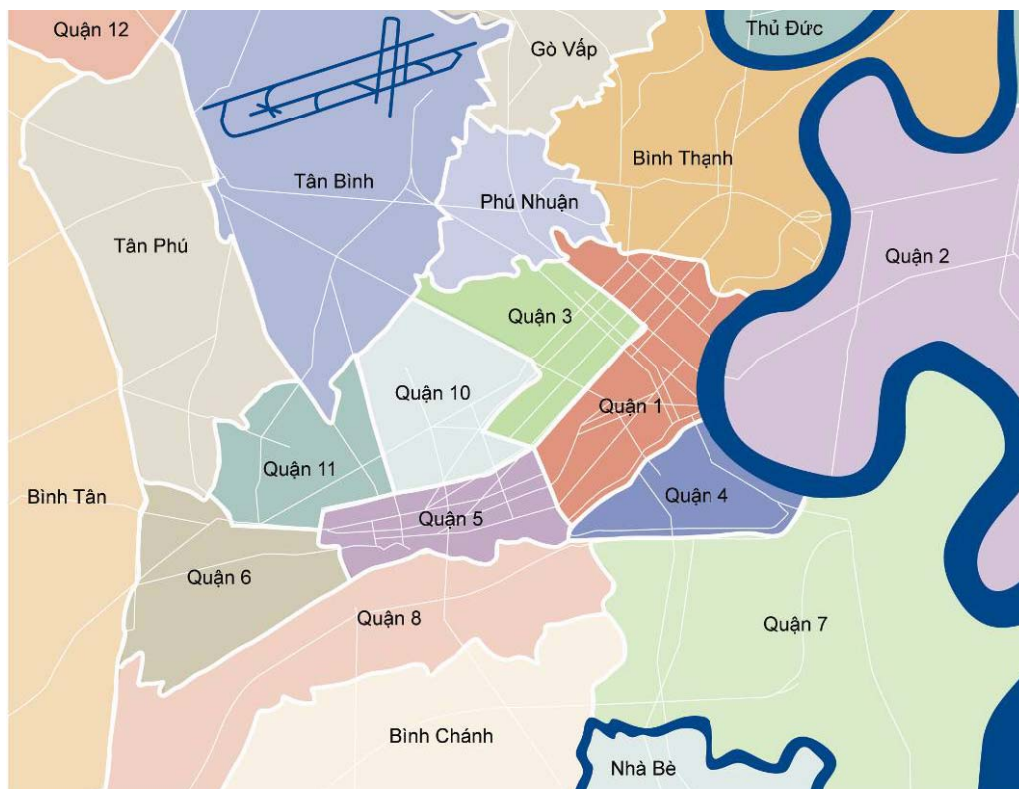 Quận 12
Thủ Đức
Gò Vấp
Bình Thạnh
Tân Bình
Phú Nhuận
Tân Phú
Quận 2
Quận 3
Quận 10
Quận 1
Quận 11
Bình Tân
Quận 4
Quận 5
Quận 6
Quận 8
Quận 7
Bình Chánh
Nhà Bè